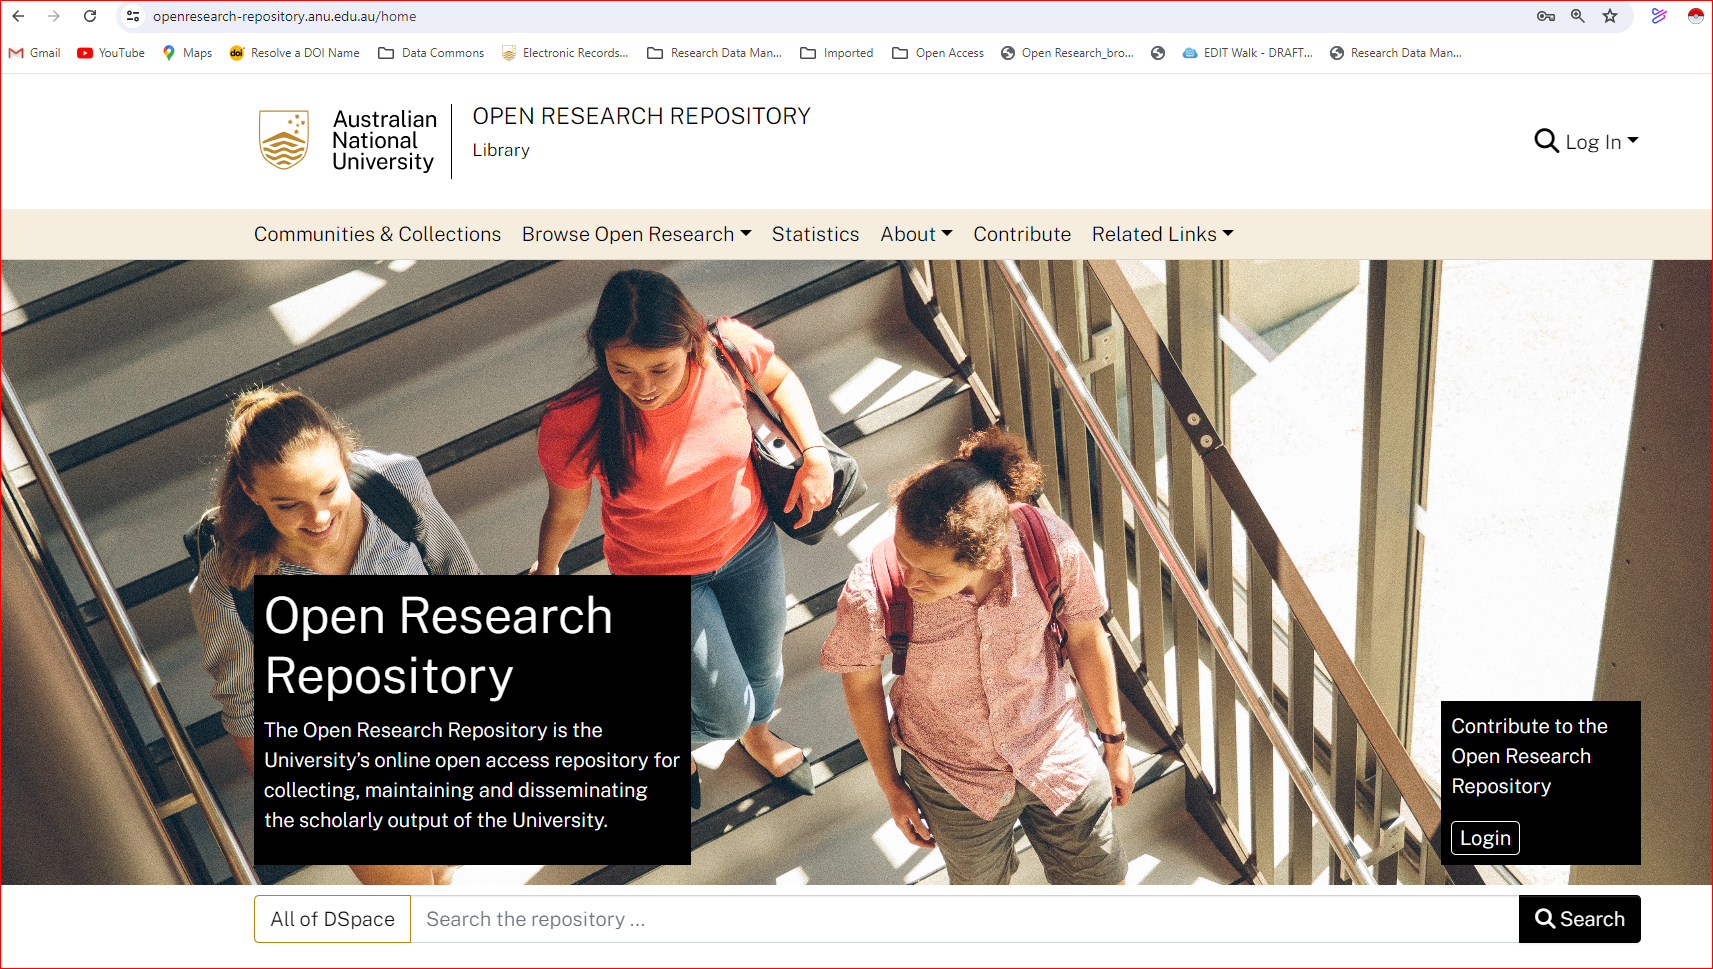 openresearch-repository.anu.edu.au/home
Gmail YouTube Maps Resolve a DOI Name Data Commons Electronic Records... Research Data Man... Imported Open Access Open Research_bro... EDIT Walk - DRAFT... Research Data Man...
Australian
National
University
OPEN RESEARCH REPOSITORY
Library
Log In
Communities & Collections Browse Open Research Statistics About Contribute Related Links
Open Research
Repository
The Open Research Repository is the
University’s online open access repository for
collecting, maintaining and disseminating
the scholarly output of the University.
Contribute to the
Open Research
Repository
Login
All of DSpace Search the repository ... Search